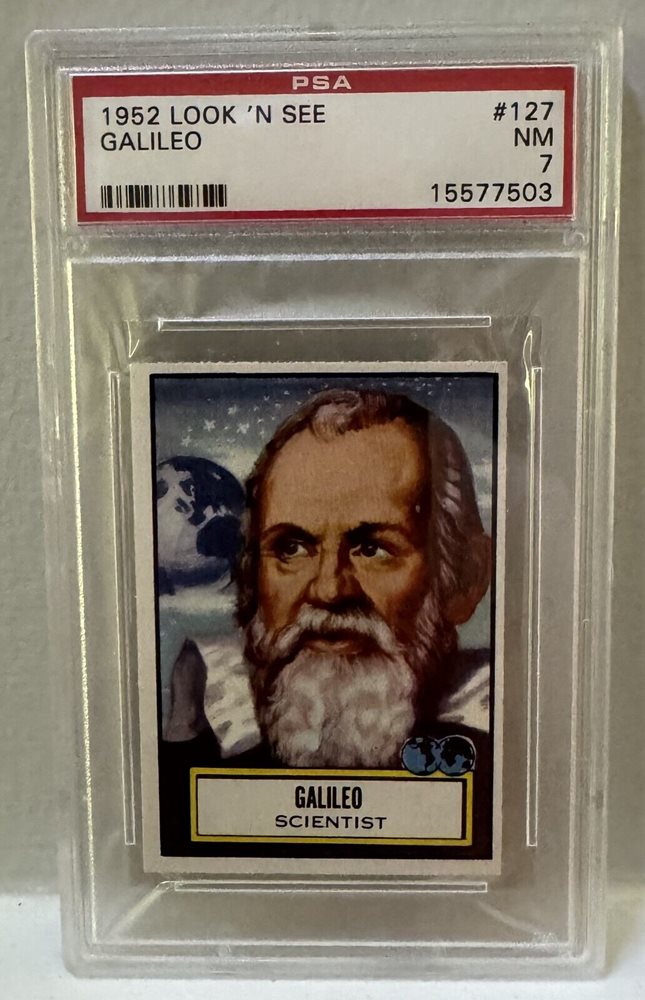 PSA
1952 LOOK 'N SEE #127
GALILEO NM
7
15577503
GALILEO
SCIENTIST